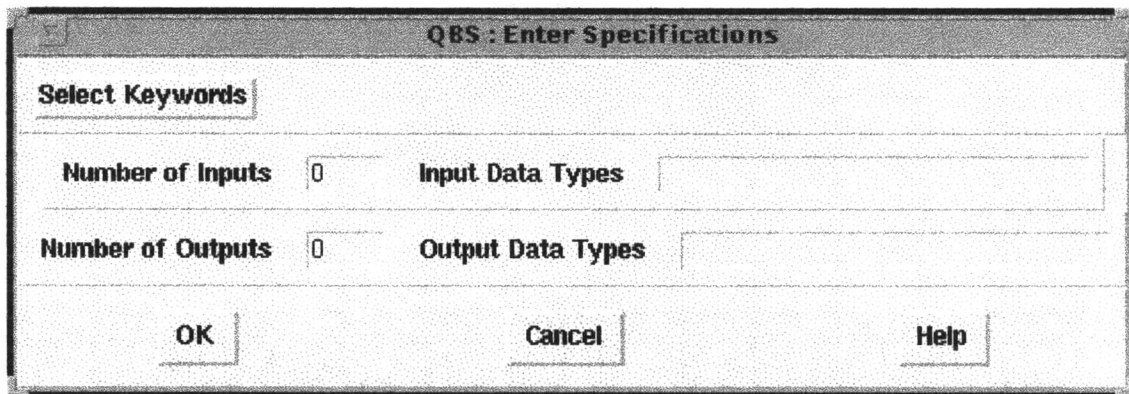 QBS : Enter Specifications
Select Keywords
Number of Inputs 0 Input Data Types
Number of Outputs 0 Output Data Types
OK Cancel Help